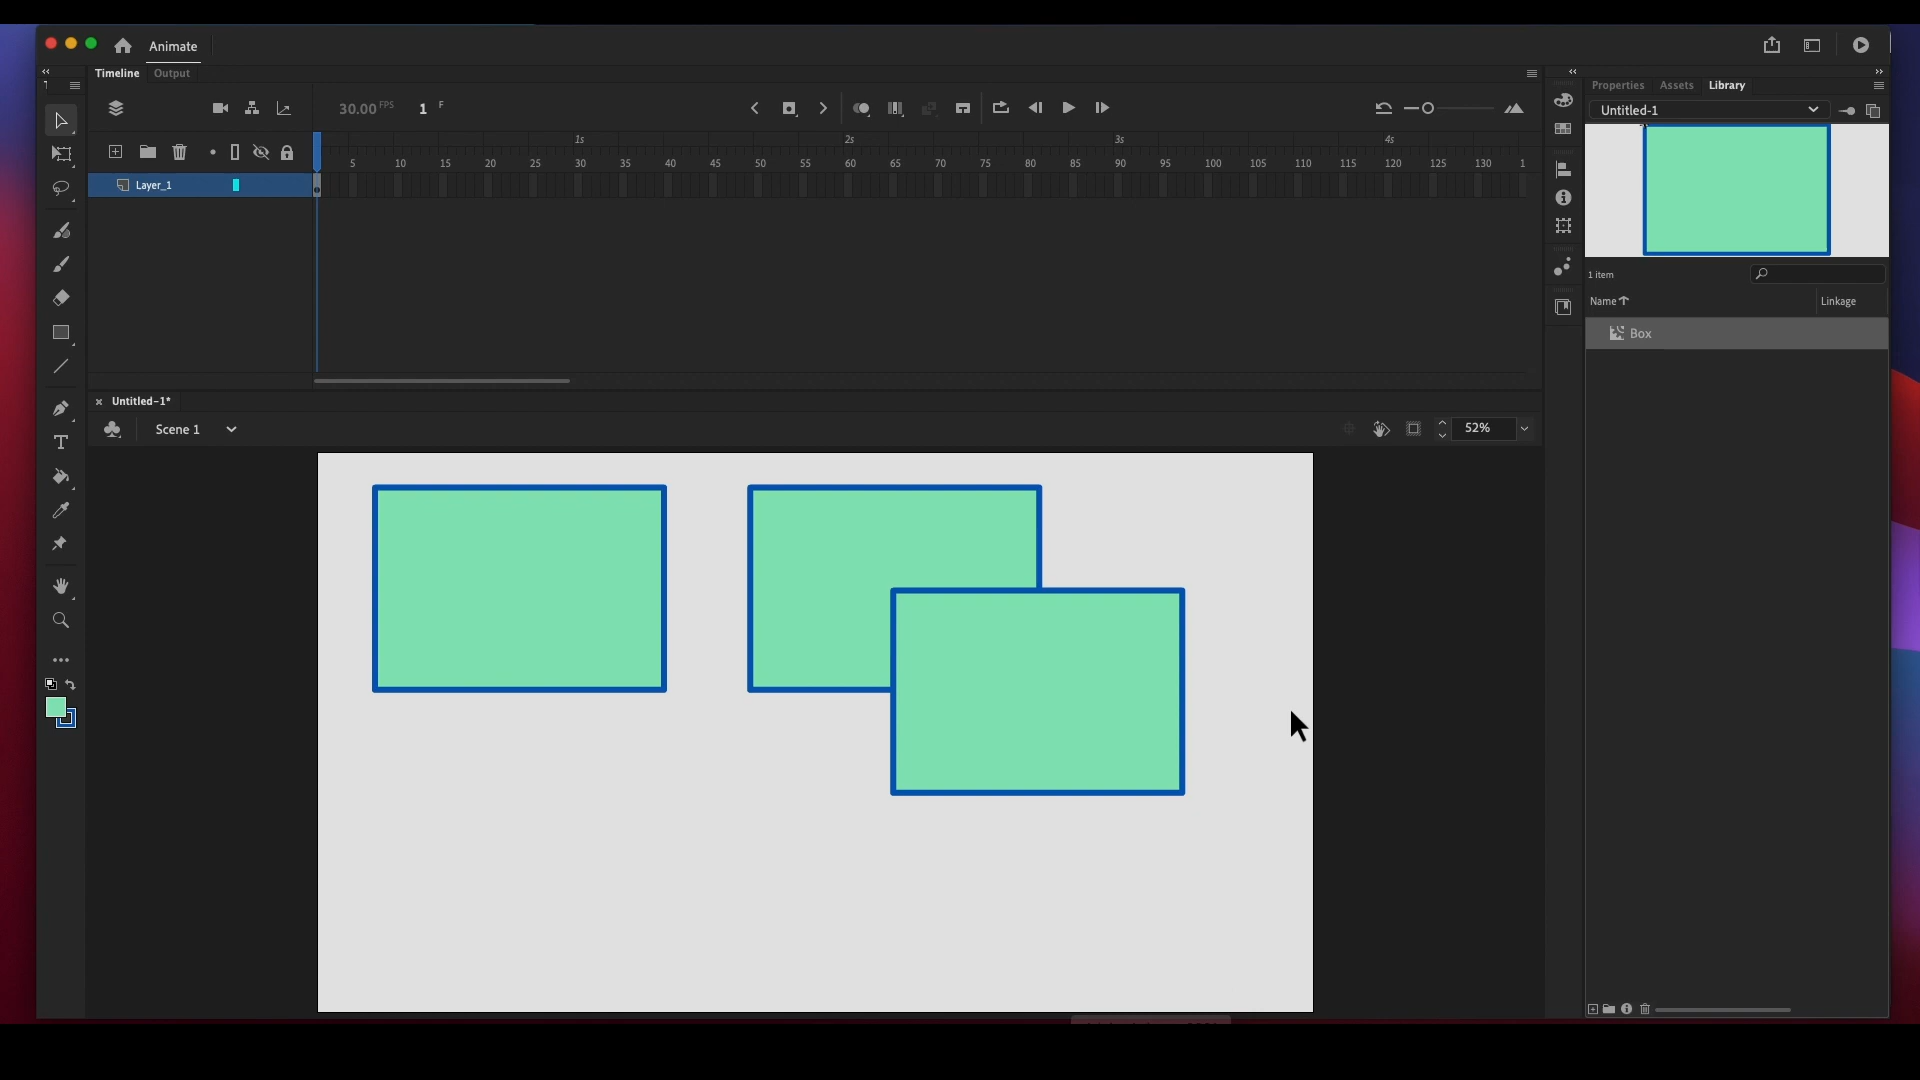 Animate
Timeline Output
30.00 FPS 1 F
1s 2s 3s 4s
5 10 15 20 25 30 35 40 45 50 55 60 65 70 75 80 85 90 95 100 105 110 115 120 125 130 1
Layer_1
Untitled-1*
Scene 1
52%
Properties Assets Library
Untitled-1
1 item
Name Linkage
Box